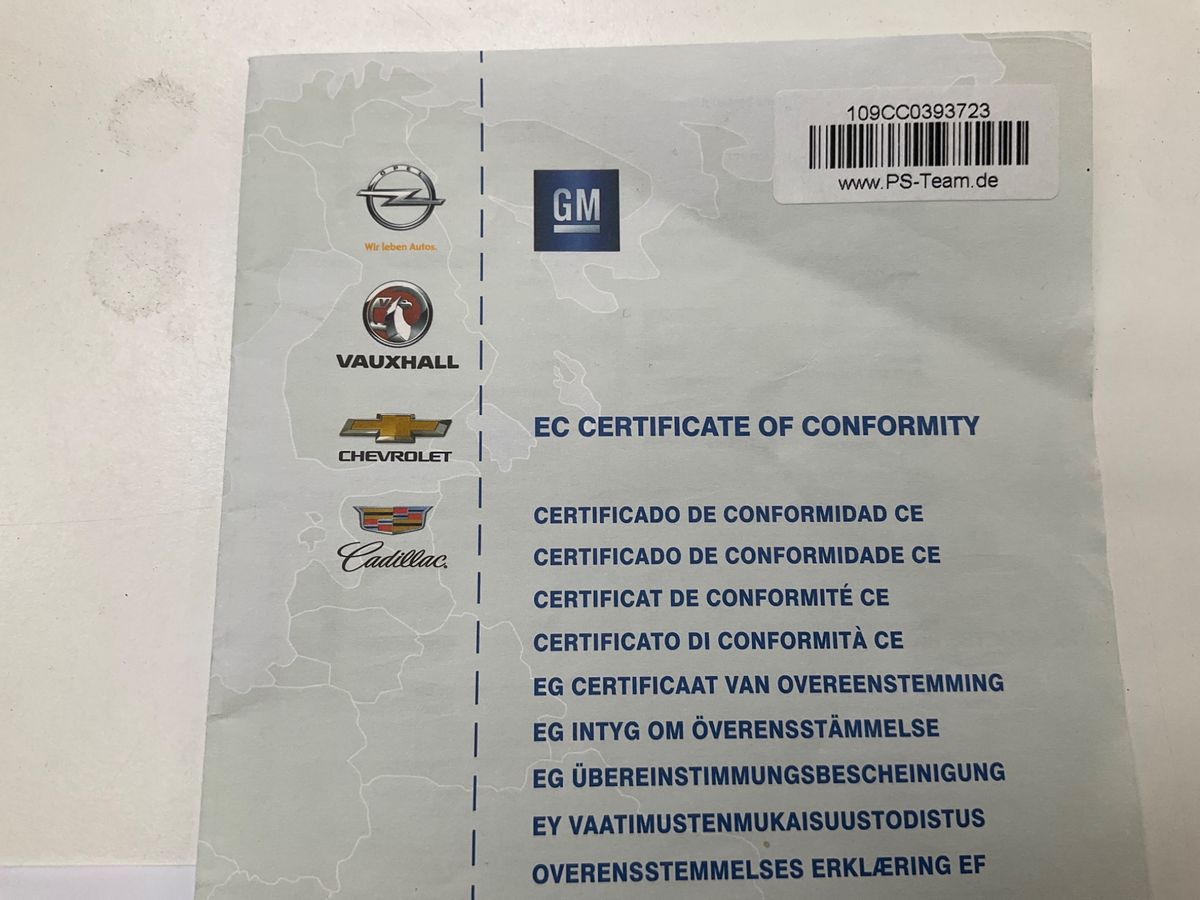 109CC0393723
www.PS-Team.de
OPEL
Wir leben Autos.
GM
VAUXHALL
CHEVROLET
Cadillac
EC CERTIFICATE OF CONFORMITY
CERTIFICADO DE CONFORMIDAD CE
CERTIFICADO DE CONFORMIDADE CE
CERTIFICAT DE CONFORMITÉ CE
CERTIFICATO DI CONFORMITÀ CE
EG CERTIFICAAT VAN OVEREENSTEMMING
EG INTYG OM ÖVERENSSTÄMMELSE
EG ÜBEREINSTIMMUNGSBESCHEINIGUNG
EY VAATIMUSTENMUKAISUUSTODISTUS
OVERENSSTEMMELSES ERKLÆRING EF